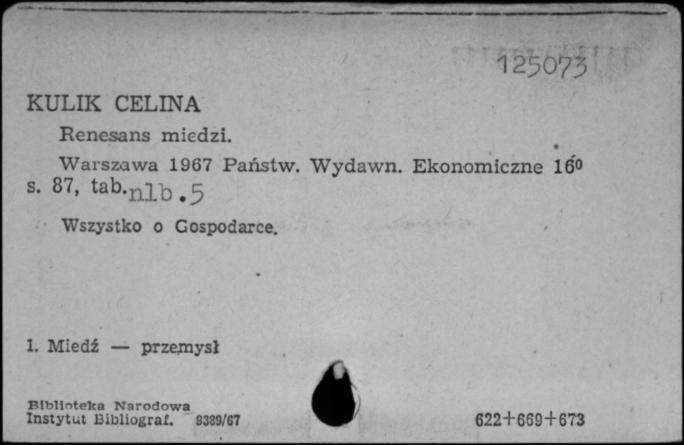 125073
KULIK CELINA
Renesans miedzi.
Warszawa 1967 Państw. Wydawn. Ekonomiczne 16⁰
s. 87, tab. nlb. 5
Wszystko o Gospodarce.
1. Miedź — przemysł
Biblioteka Narodowa
Instytut Bibliograf. 9389/67
622+669+673